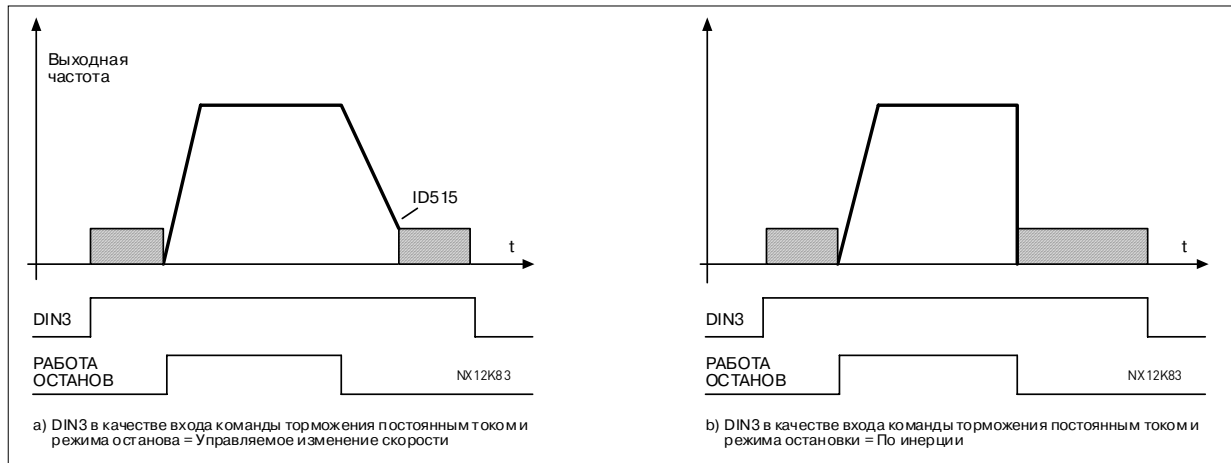 Выходная
частота
ID515
t
DIN3
РАБОТА
ОСТАНОВ
NX12K83
a) DIN3 в качестве входа команды торможения постоянным током и
режима останова = Управляемое изменение скорости
t
DIN3
РАБОТА
ОСТАНОВ
NX12K83
b) DIN3 в качестве входа команды торможения постоянным током и
режима остановки = По инерции